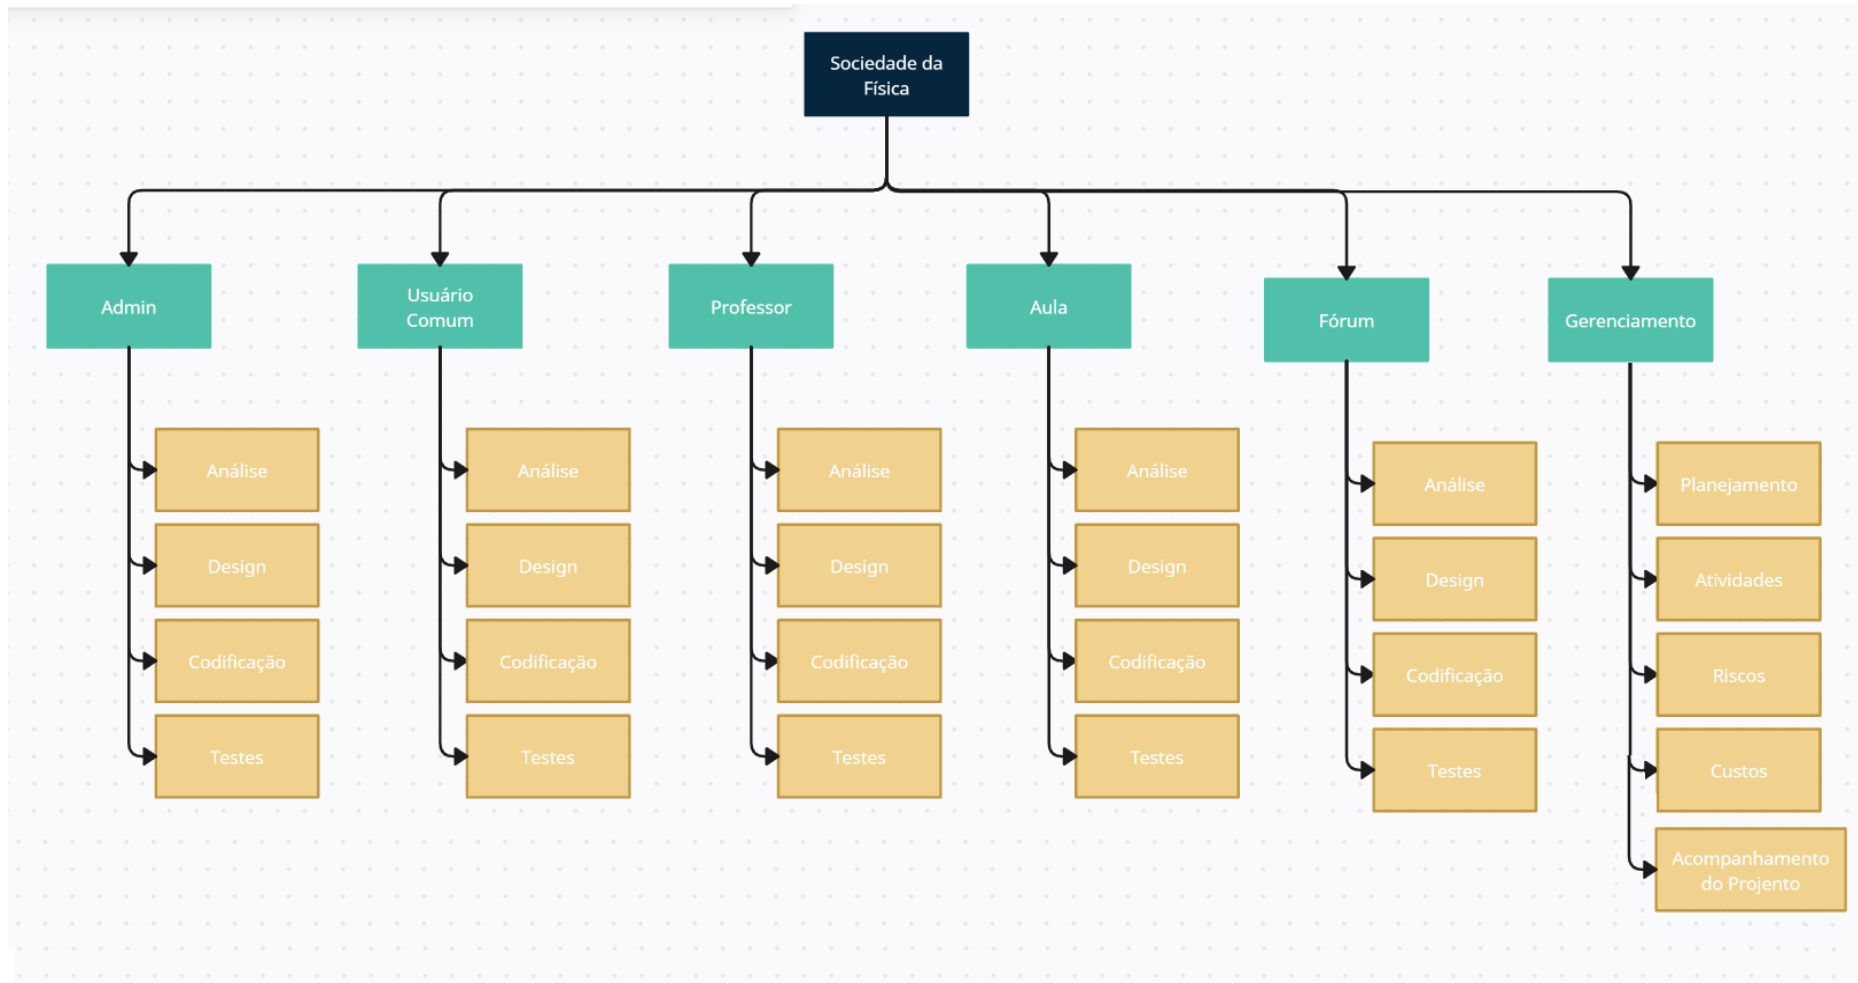 Sociedade da
Física
Admin
Usuário
Comum
Professor
Aula
Fórum
Gerenciamento
Análise
Design
Codificação
Testes
Análise
Design
Codificação
Testes
Análise
Design
Codificação
Testes
Análise
Design
Codificação
Testes
Análise
Design
Codificação
Testes
Planejamento
Atividades
Riscos
Custos
Acompanhamento
do Projento